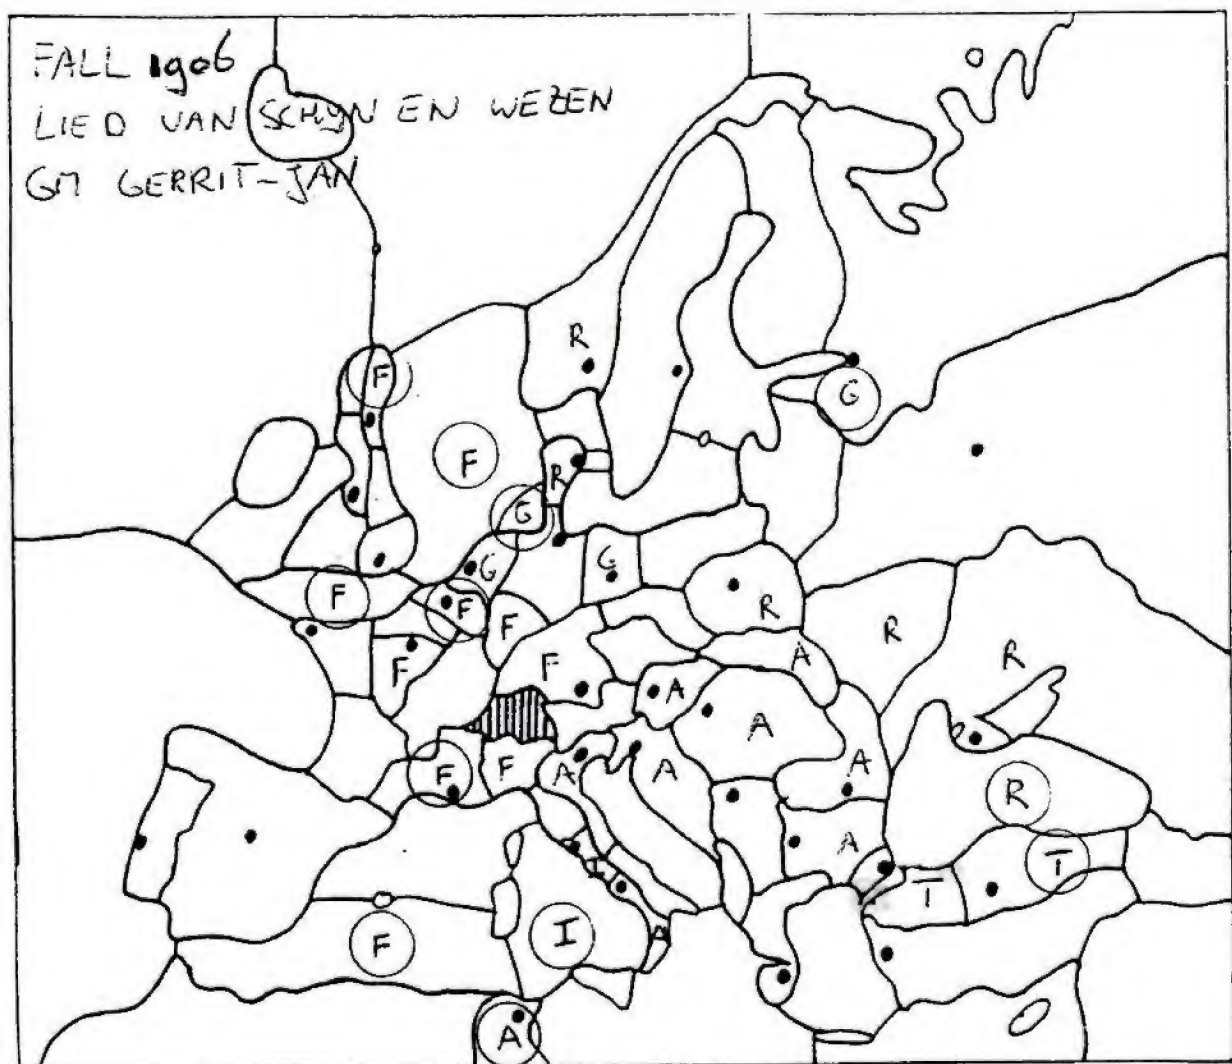 FALL 1906
LIED VAN SCHYN EN WEZEN
GM GERRIT-JAN
R
F
G
F
R
G
G G
F F F R R
F F A R
A
A
F F A A A
R
A T
T
I
F I
A